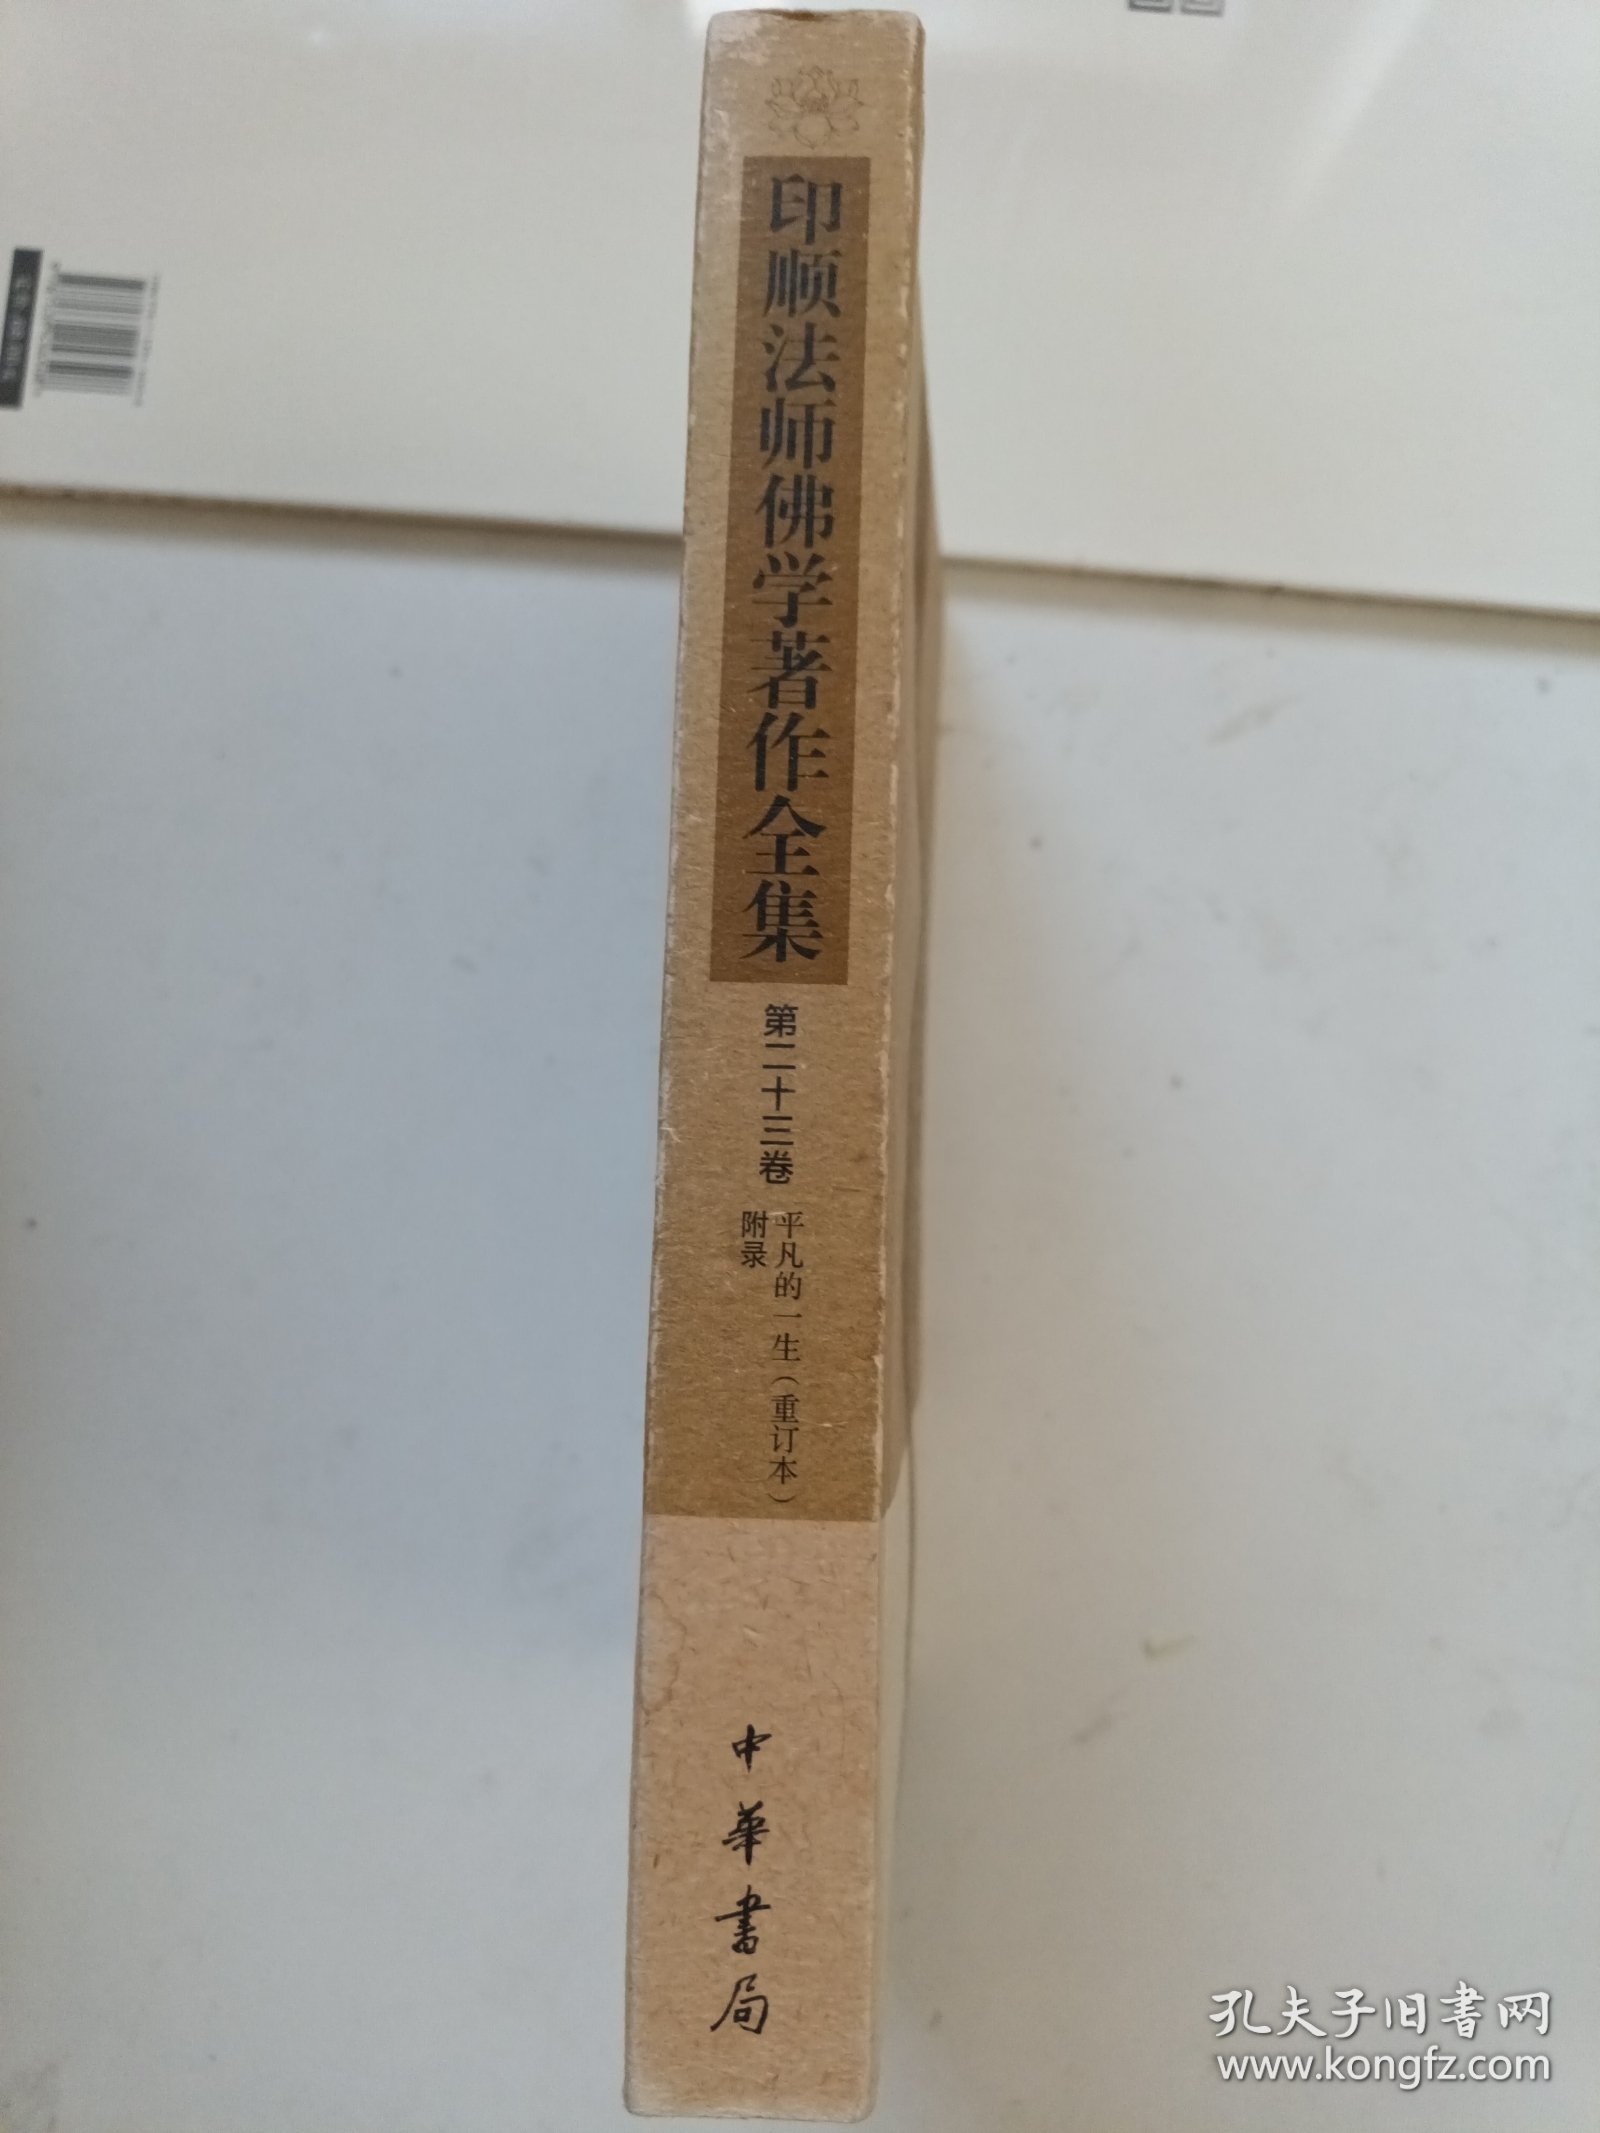 印顺法师佛学著作全集
第二十三卷
平凡的一生（重订本）
附录
中華書局
孔夫子旧书网
www.kongfz.com